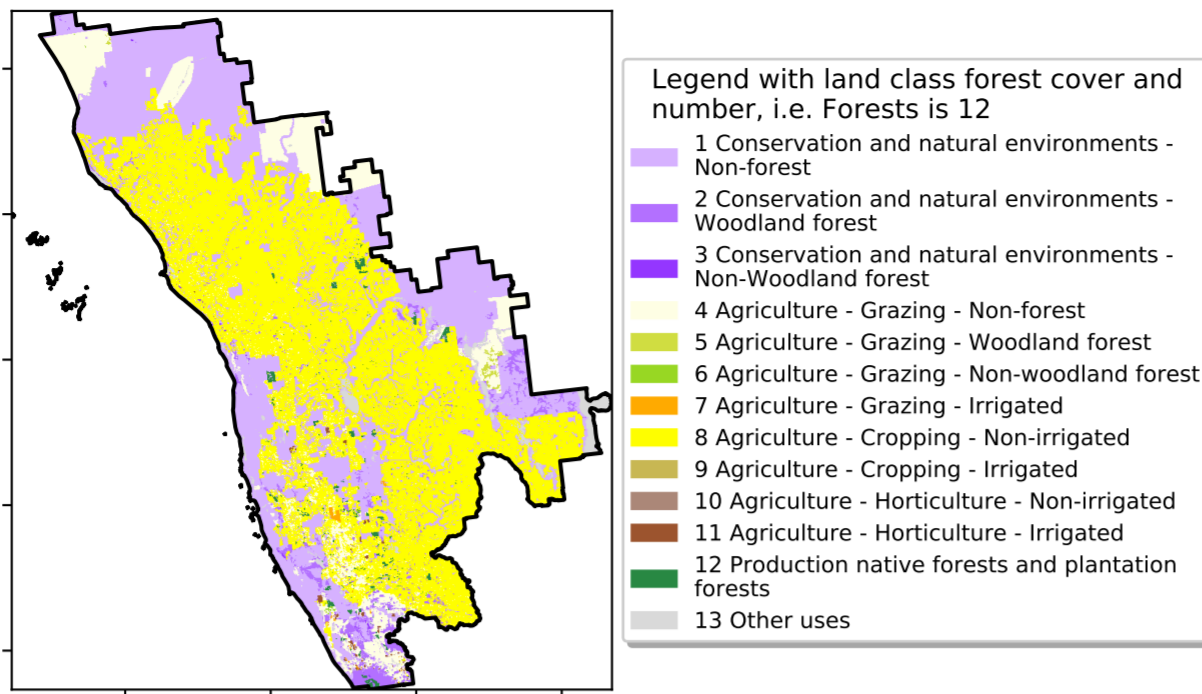 Legend with land class forest cover and
number, i.e. Forests is 12
1 Conservation and natural environments -
Non-forest
2 Conservation and natural environments -
Woodland forest
3 Conservation and natural environments -
Non-Woodland forest
4 Agriculture - Grazing - Non-forest
5 Agriculture - Grazing - Woodland forest
6 Agriculture - Grazing - Non-woodland forest
7 Agriculture - Grazing - Irrigated
8 Agriculture - Cropping - Non-irrigated
9 Agriculture - Cropping - Irrigated
10 Agriculture - Horticulture - Non-irrigated
11 Agriculture - Horticulture - Irrigated
12 Production native forests and plantation
forests
13 Other uses